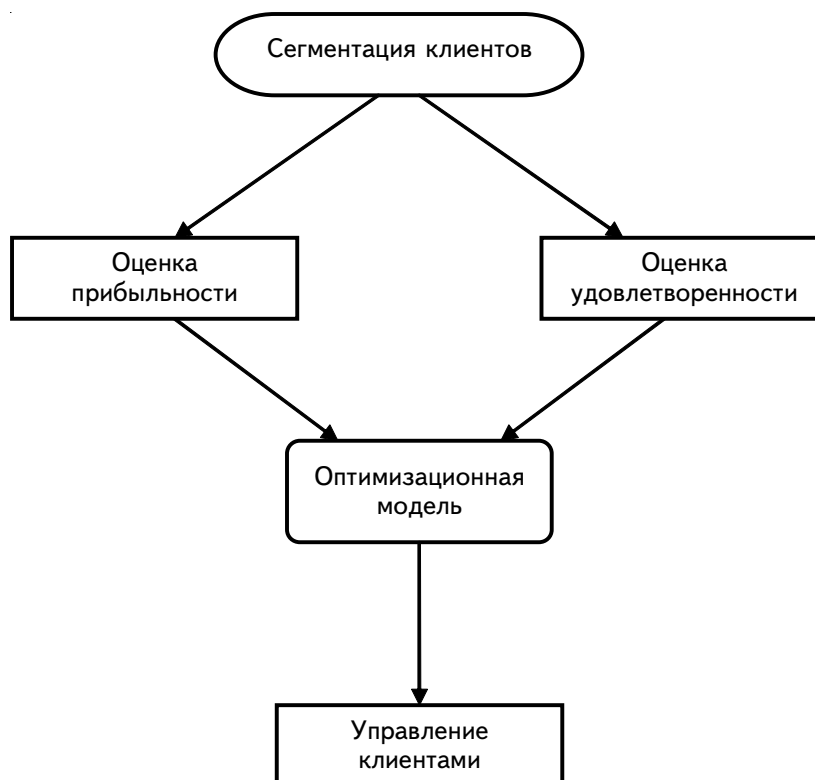 Сегментация клиентов
Оценка
прибыльности
Оценка
удовлетворенности
Оптимизационная
модель
Управление
клиентами